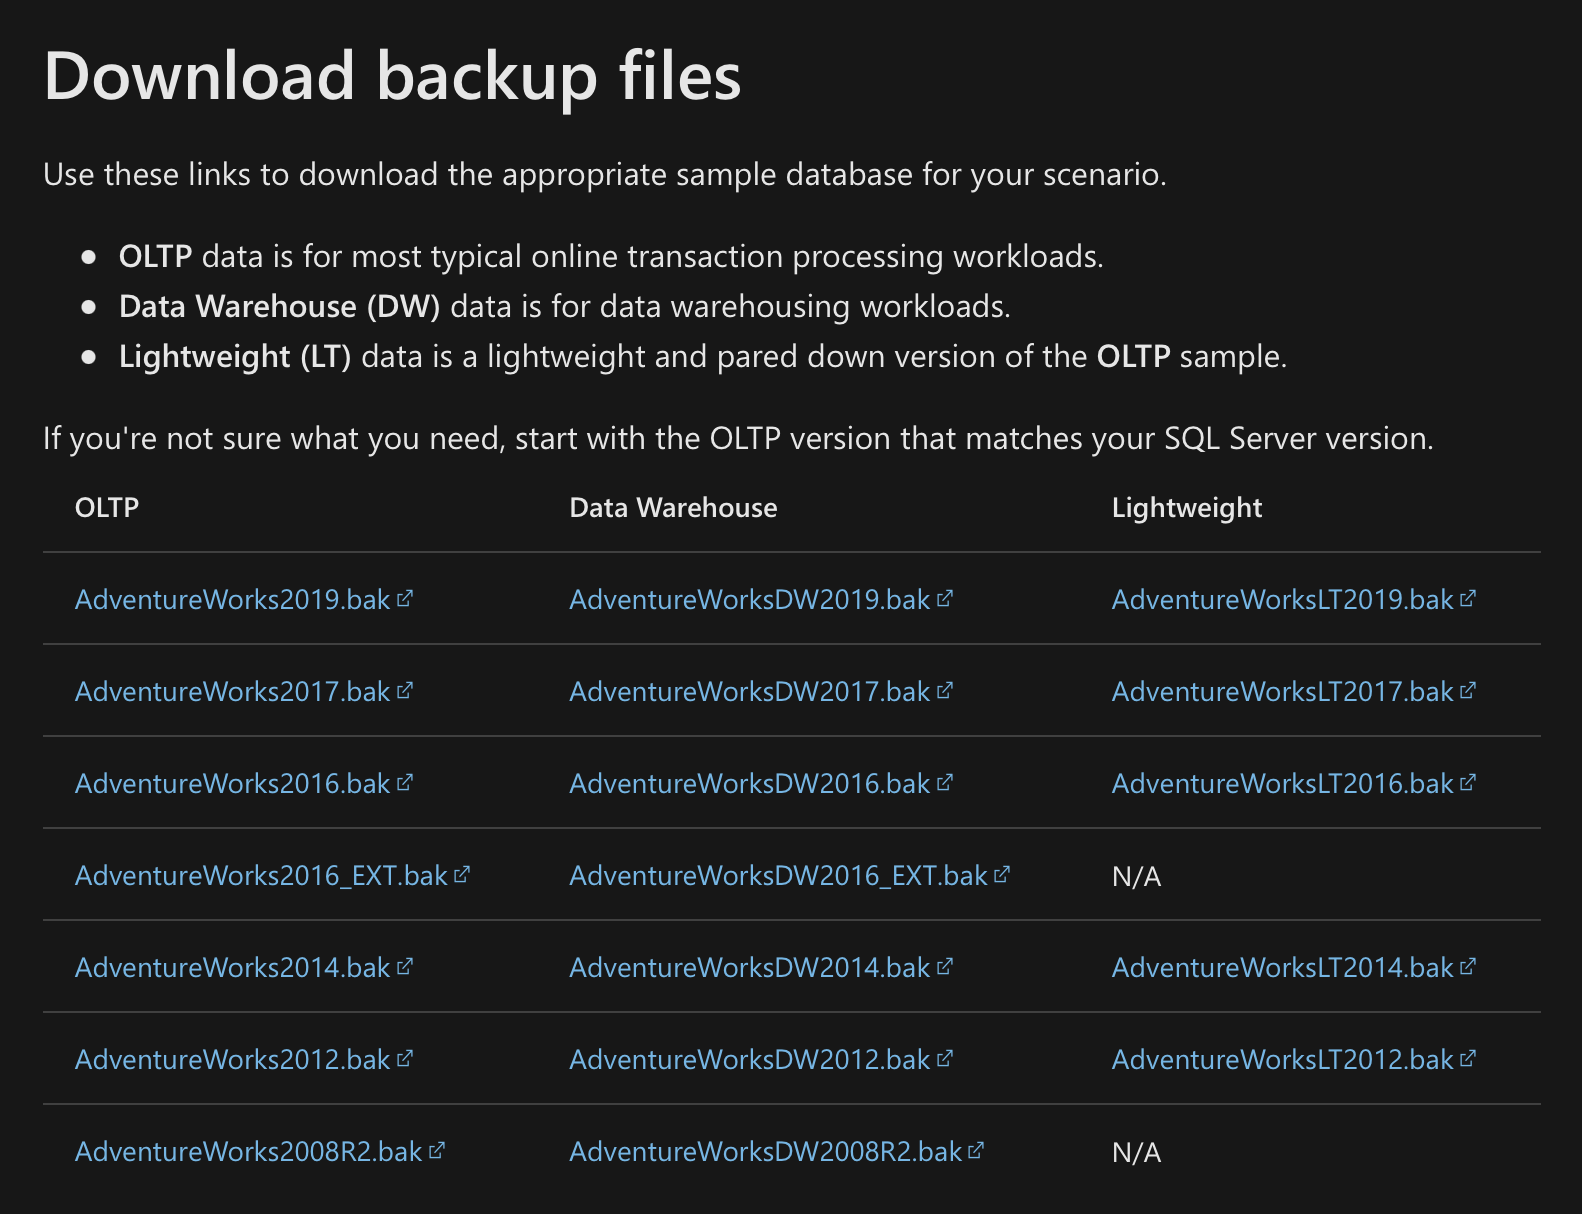 Download backup files
Use these links to download the appropriate sample database for your scenario.
● OLTP data is for most typical online transaction processing workloads.
● Data Warehouse (DW) data is for data warehousing workloads.
● Lightweight (LT) data is a lightweight and pared down version of the OLTP sample.
If you're not sure what you need, start with the OLTP version that matches your SQL Server version.
OLTP Data Warehouse Lightweight
AdventureWorks2019.bak AdventureWorksDW2019.bak AdventureWorksLT2019.bak
AdventureWorks2017.bak AdventureWorksDW2017.bak AdventureWorksLT2017.bak
AdventureWorks2016.bak AdventureWorksDW2016.bak AdventureWorksLT2016.bak
AdventureWorks2016_EXT.bak AdventureWorksDW2016_EXT.bak N/A
AdventureWorks2014.bak AdventureWorksDW2014.bak AdventureWorksLT2014.bak
AdventureWorks2012.bak AdventureWorksDW2012.bak AdventureWorksLT2012.bak
AdventureWorks2008R2.bak AdventureWorksDW2008R2.bak N/A